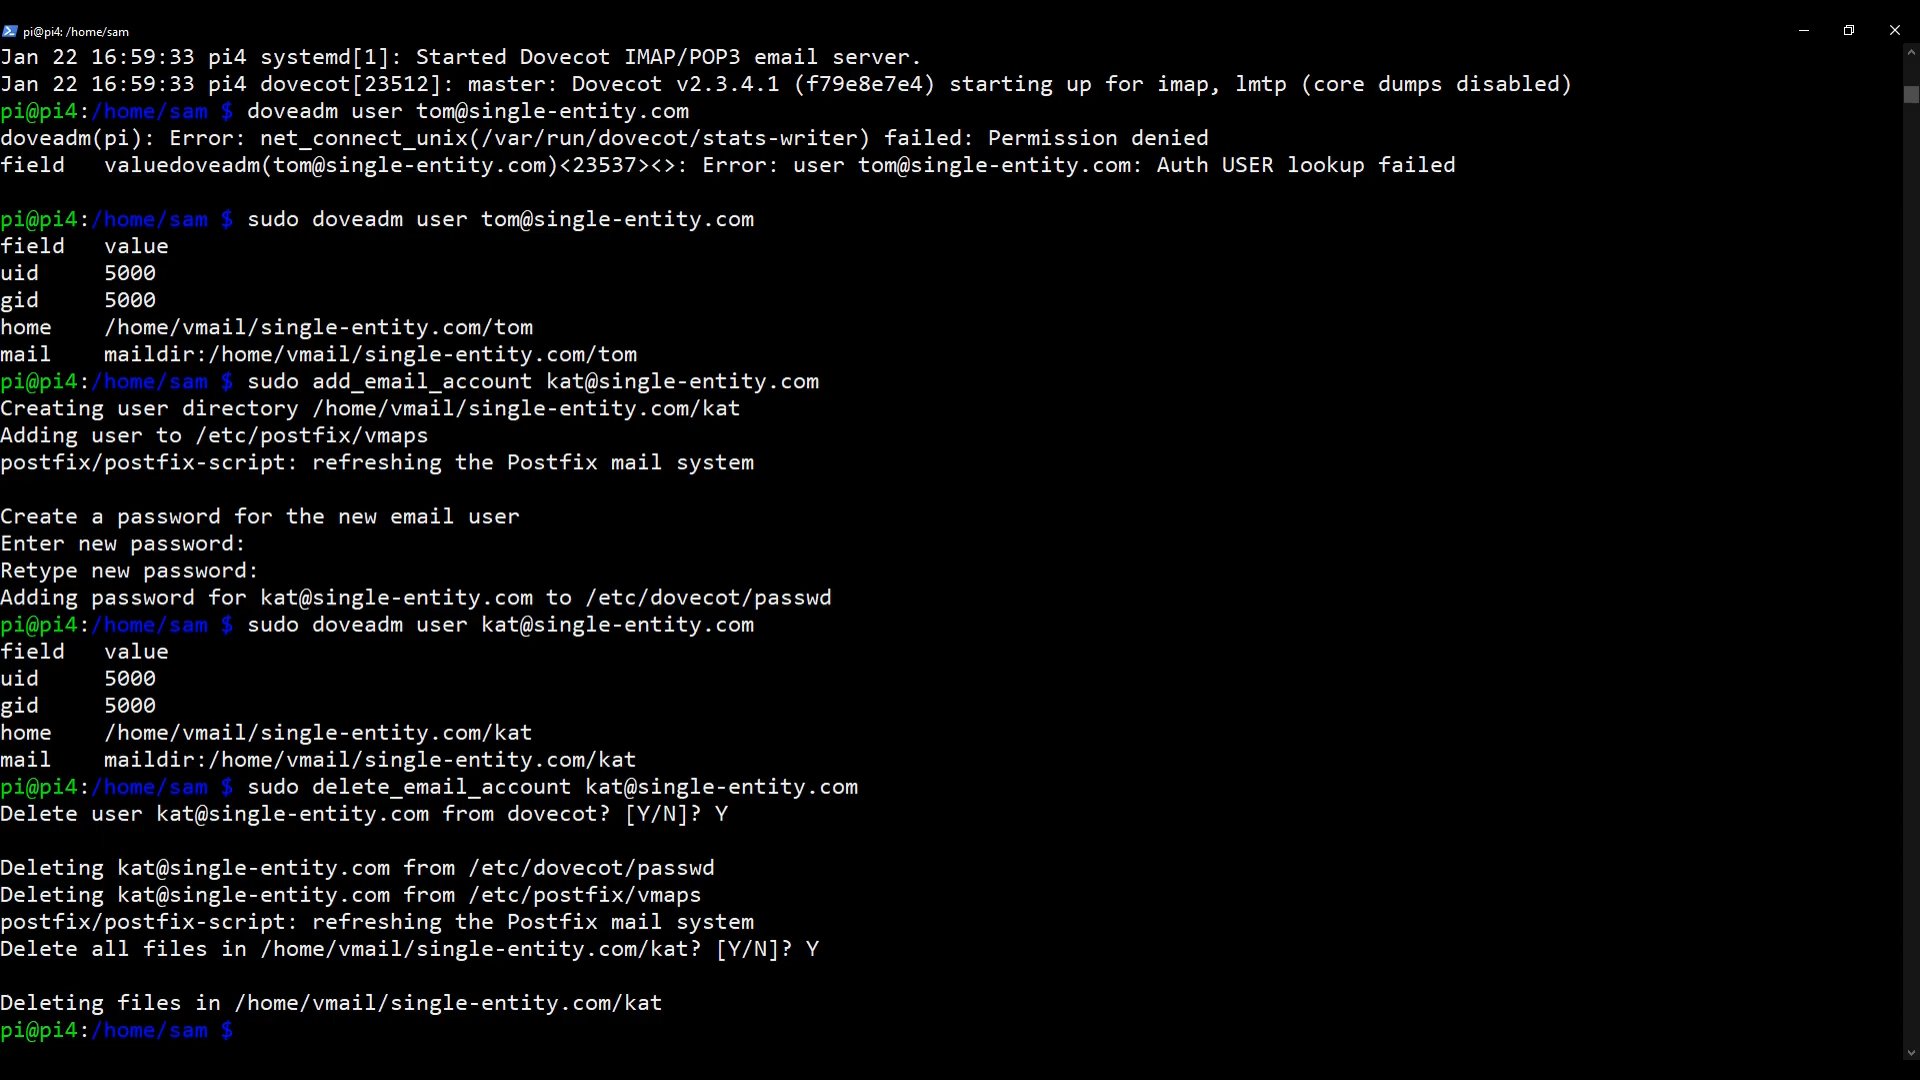 pi@pi4: /home/sam
Jan 22 16:59:33 pi4 systemd[1]: Started Dovecot IMAP/POP3 email server.
Jan 22 16:59:33 pi4 dovecot[23512]: master: Dovecot v2.3.4.1 (f79e8e7e4) starting up for imap, lmtp (core dumps disabled)
pi@pi4:/home/sam $ doveadm user tom@single-entity.com
doveadm(pi): Error: net_connect_unix(/var/run/dovecot/stats-writer) failed: Permission denied
field   valuedoveadm(tom@single-entity.com)<23537><>: Error: user tom@single-entity.com: Auth USER lookup failed
pi@pi4:/home/sam $ sudo doveadm user tom@single-entity.com
field   value
uid     5000
gid     5000
home    /home/vmail/single-entity.com/tom
mail    maildir:/home/vmail/single-entity.com/tom
pi@pi4:/home/sam $ sudo add_email_account kat@single-entity.com
Creating user directory /home/vmail/single-entity.com/kat
Adding user to /etc/postfix/vmaps
postfix/postfix-script: refreshing the Postfix mail system
Create a password for the new email user
Enter new password:
Retype new password:
Adding password for kat@single-entity.com to /etc/dovecot/passwd
pi@pi4:/home/sam $ sudo doveadm user kat@single-entity.com
field   value
uid     5000
gid     5000
home    /home/vmail/single-entity.com/kat
mail    maildir:/home/vmail/single-entity.com/kat
pi@pi4:/home/sam $ sudo delete_email_account kat@single-entity.com
Delete user kat@single-entity.com from dovecot? [Y/N]? Y
Deleting kat@single-entity.com from /etc/dovecot/passwd
Deleting kat@single-entity.com from /etc/postfix/vmaps
postfix/postfix-script: refreshing the Postfix mail system
Delete all files in /home/vmail/single-entity.com/kat? [Y/N]? Y
Deleting files in /home/vmail/single-entity.com/kat
pi@pi4:/home/sam $